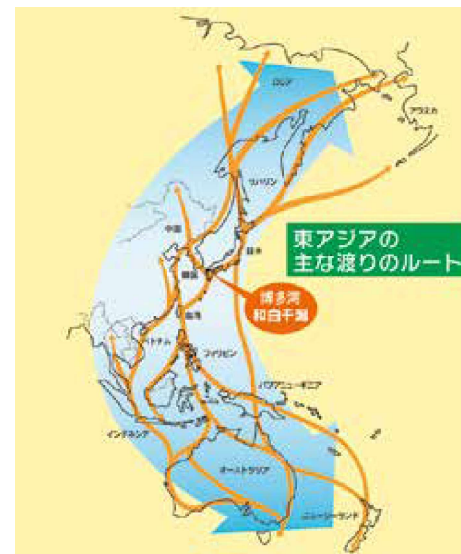 ロシア
アラスカ
サハリン
中国
東アジアの
主な渡りのルート
日本
韓国
博多湾
和白干潟
台湾
ベトナム
フィリピン
パプアニューギニア
インドネシア
オーストラリア
ニュージーランド